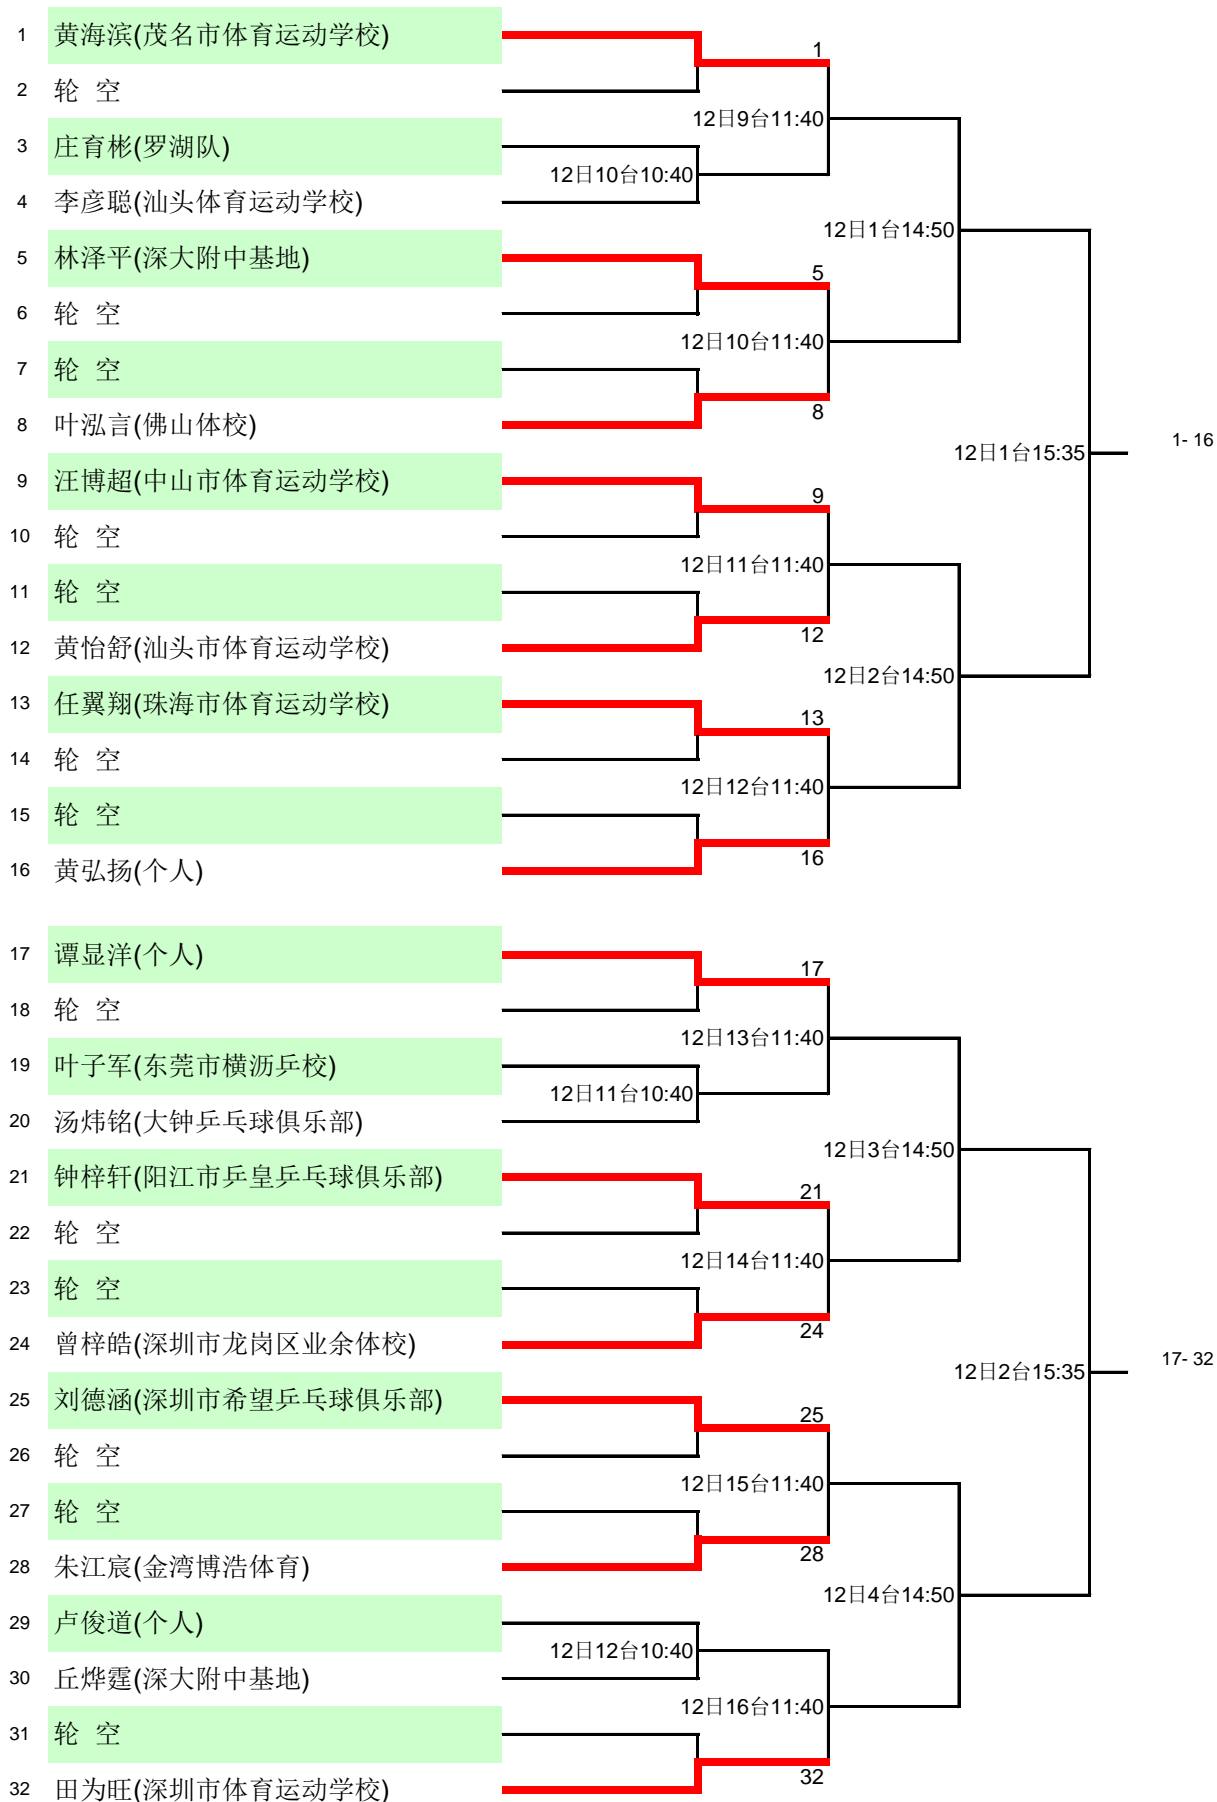 1 黄海滨(茂名市体育运动学校)
1
2 轮 空
12日9台11:40
3 庄育彬(罗湖队)
12日10台10:40
4 李彦聪(汕头体育运动学校)
12日1台14:50
5 林泽平(深大附中基地)
5
6 轮 空
12日10台11:40
7 轮 空
8
8 叶泓言(佛山体校)
12日1台15:35
1- 16
9 汪博超(中山市体育运动学校)
9
10 轮 空
12日11台11:40
11 轮 空
12
12 黄怡舒(汕头市体育运动学校)
12日2台14:50
13 任翼翔(珠海市体育运动学校)
13
14 轮 空
12日12台11:40
15 轮 空
16
16 黄弘扬(个人)
17 谭显洋(个人)
17
18 轮 空
12日13台11:40
19 叶子军(东莞市横沥乒校)
12日11台10:40
20 汤炜铭(大钟乒乓球俱乐部)
12日3台14:50
21 钟梓轩(阳江市乒皇乒乓球俱乐部)
21
22 轮 空
12日14台11:40
23 轮 空
24
24 曾梓皓(深圳市龙岗区业余体校)
12日2台15:35
17- 32
25 刘德涵(深圳市希望乒乓球俱乐部)
25
26 轮 空
12日15台11:40
27 轮 空
28
28 朱江宸(金湾博浩体育)
12日4台14:50
29 卢俊道(个人)
12日12台10:40
30 丘烨霆(深大附中基地)
12日16台11:40
31 轮 空
32
32 田为旺(深圳市体育运动学校)